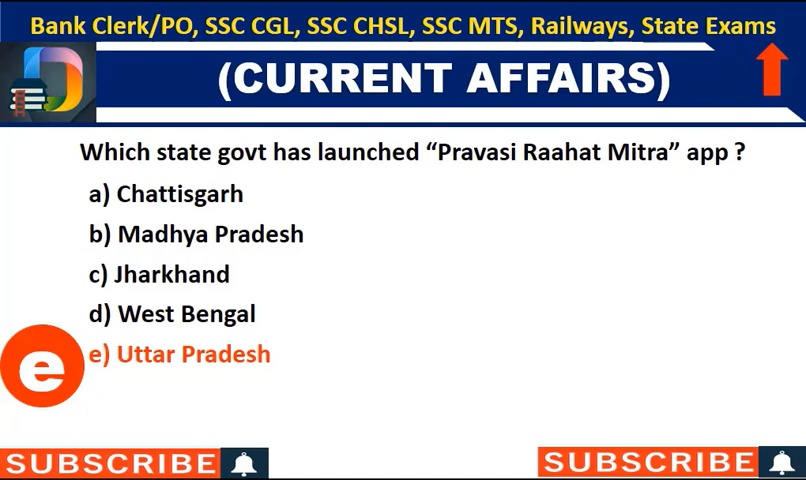 Bank Clerk/PO, SSC CGL, SSC CHSL, SSC MTS, Railways, State Exams
(CURRENT AFFAIRS)
Which state govt has launched “Pravasi Raahat Mitra” app ?
a) Chattisgarh
b) Madhya Pradesh
c) Jharkhand
d) West Bengal
e e) Uttar Pradesh
SUBSCRIBE SUBSCRIBE